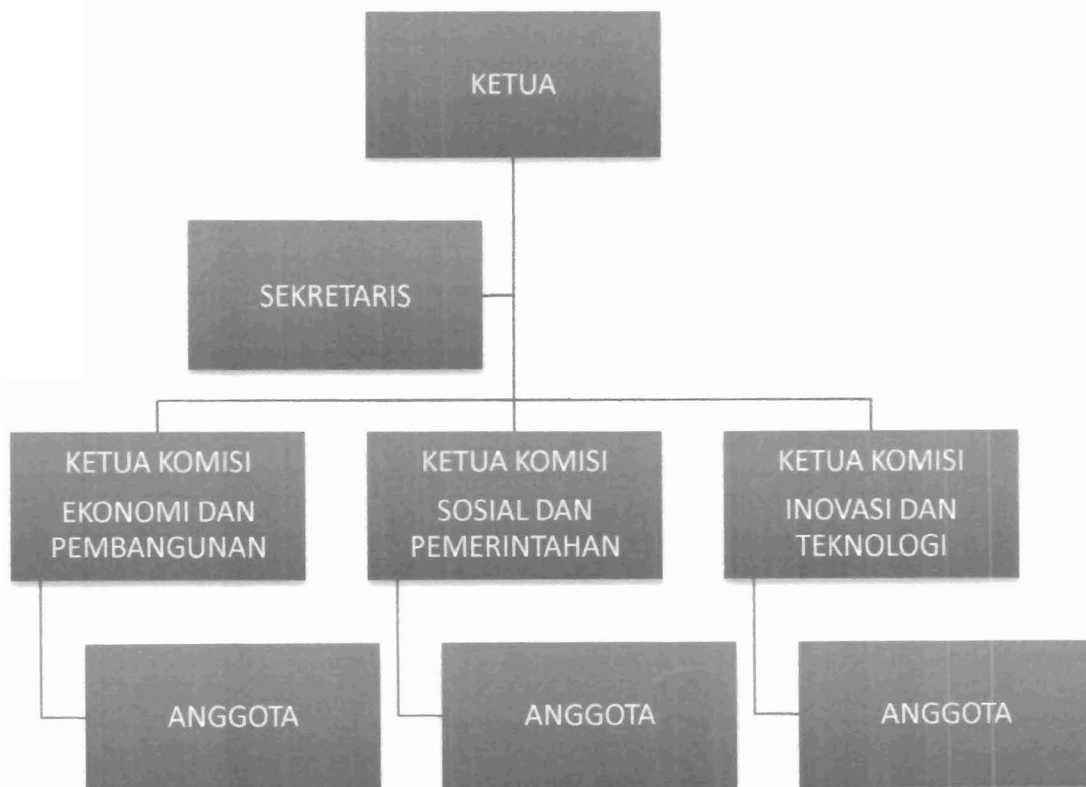 KETUA
SEKRETARIS
KETUA KOMISI
EKONOMI DAN
PEMBANGUNAN
KETUA KOMISI
SOSIAL DAN
PEMERINTAHAN
KETUA KOMISI
INOVASI DAN
TEKNOLOGI
ANGGOTA
ANGGOTA
ANGGOTA